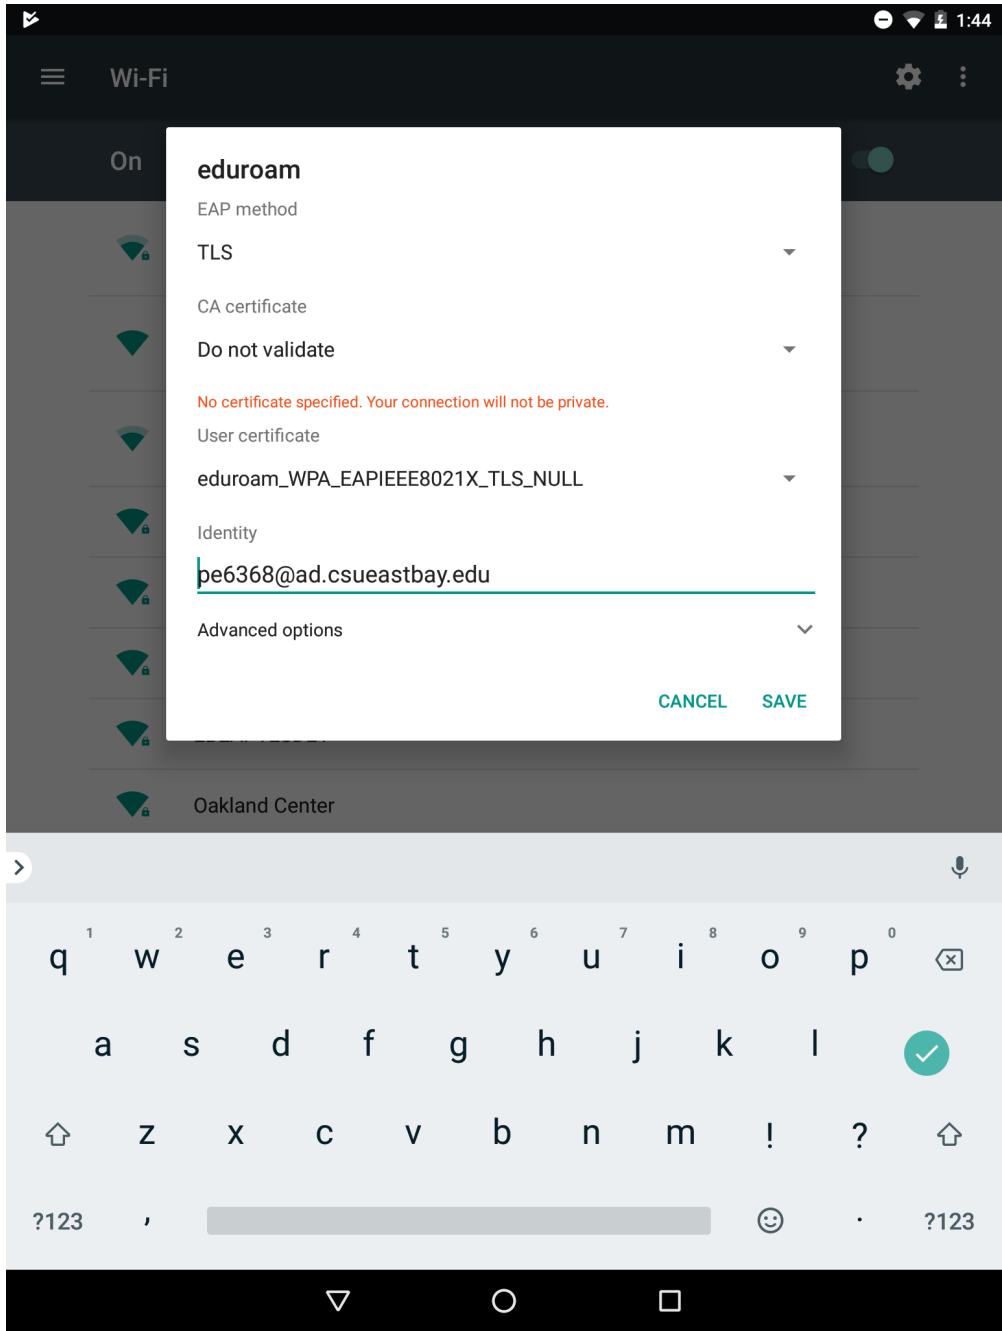 1:44
Wi-Fi
On
eduroam
EAP method
TLS
CA certificate
Do not validate
No certificate specified. Your connection will not be private.
User certificate
eduroam_WPA_EAPIEEE8021X_TLS_NULL
Identity
pe6368@ad.csueastbay.edu
Advanced options
CANCEL SAVE
Oakland Center
1 2 3 4 5 6 7 8 9 0
q w e r t y u i o p
a s d f g h j k l
z x c v b n m ! ?
?123 , . ?123